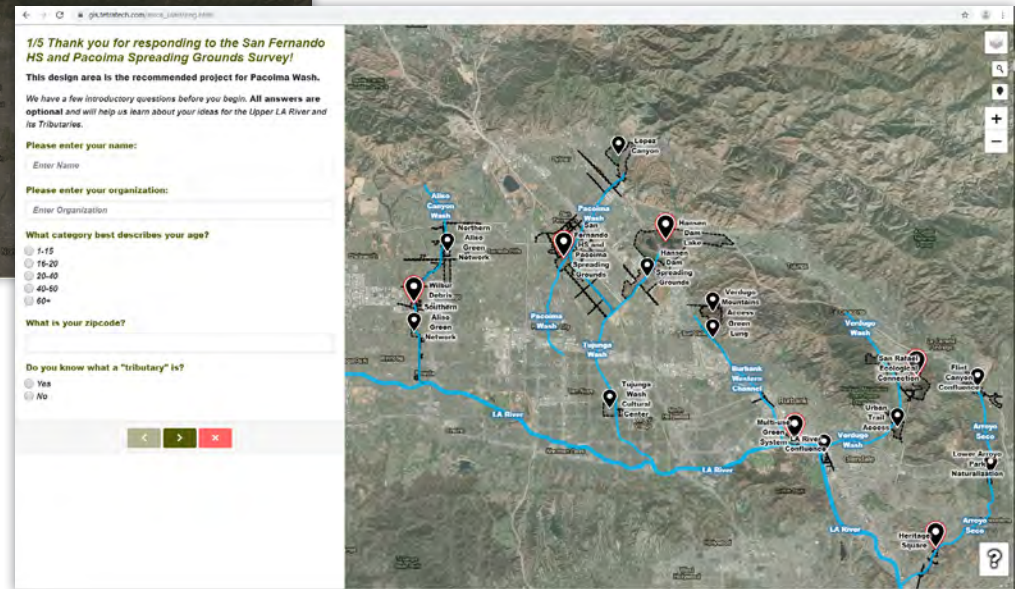 gis.tetratech.com
1/5 Thank you for responding to the San Fernando
HS and Pacoima Spreading Grounds Survey!
This design area is the recommended project for Pacoima Wash.
We have a few introductory questions before you begin. All answers are
optional and will help us learn about your ideas for the Upper LA River and
its Tributaries.
Please enter your name:
Enter Name
Please enter your organization:
Enter Organization
What category best describes your age?
1-15
16-20
20-40
40-60
60+
What is your zipcode?
Do you know what a "tributary" is?
Yes
No
<
>
×
+
−
Lopez
Canyon
Aliso
Canyon
Wash
Northern
Aliso
Green
Network
Pacoima
Wash
San
Fernando
HS and
Pacoima
Spreading
Grounds
Hansen
Dam
Lake
Hansen
Dam
Spreading
Grounds
Wilbur
Debris
Southern
Aliso
Green
Network
Verdugo
Mountains
Access
Green
Lung
Pacoima
Wash
Verdugo
Wash
Tujunga
Wash
San Rafael
Ecological
Connection
Flint
Canyon
Confluence
Burbank
Western
Channel
Tujunga
Wash
Cultural
Center
Urban
Trail
Access
LA River
Multi-use
Green
System
LA River
Confluence
Verdugo
Wash
Arroyo
Seco
Lower Arroyo
Park
Naturalization
LA River
LA River
Heritage
Square
Arroyo
Seco
?